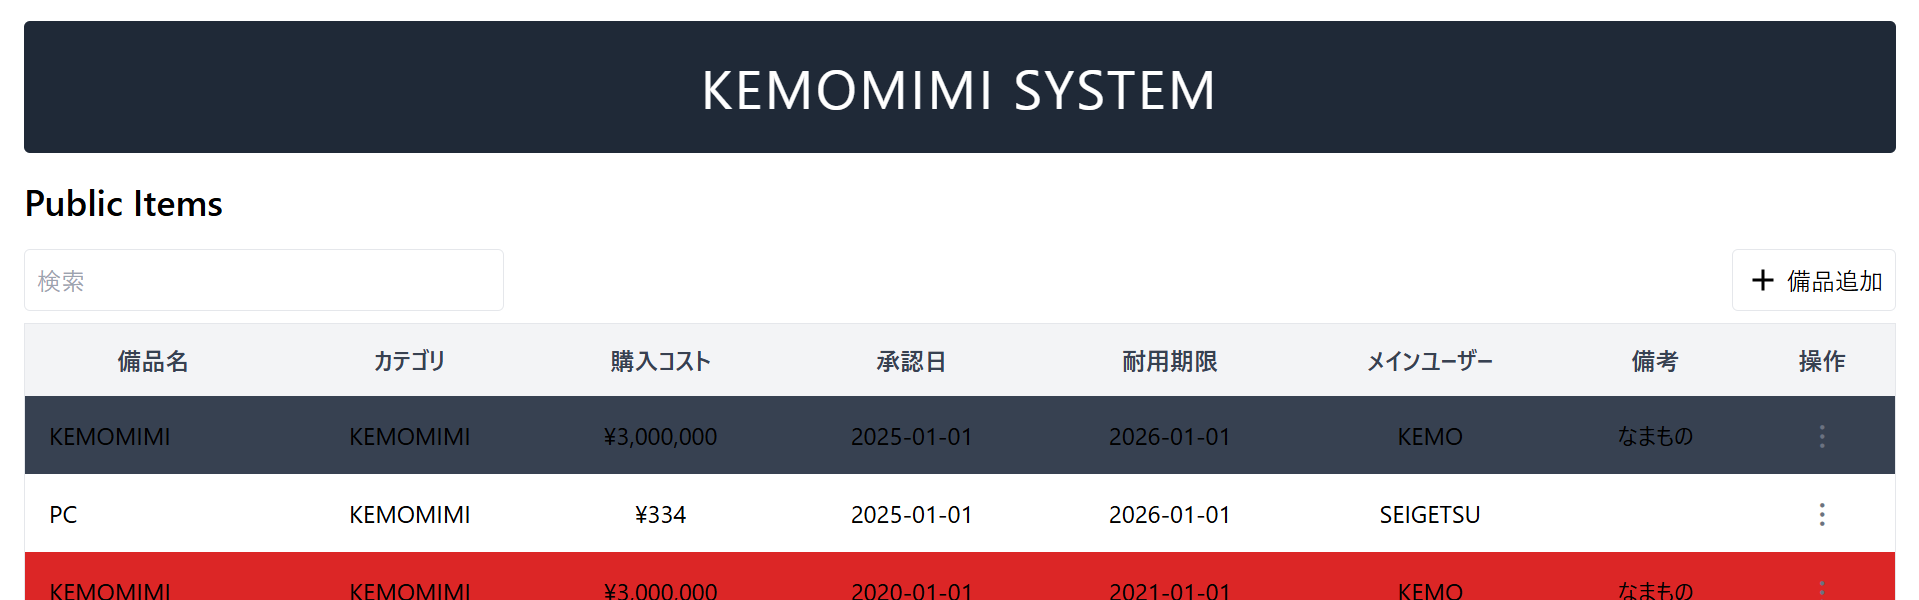 KEMOMIMI SYSTEM
Public Items
検索
備品追加
備品名 カテゴリ 購入コスト 承認日 耐用期限 メインユーザー 備考 操作
KEMOMIMI KEMOMIMI ¥3,000,000 2025-01-01 2026-01-01 KEMO なまもの
PC KEMOMIMI ¥334 2025-01-01 2026-01-01 SEIGETSU
KEMOMIMI KEMOMIMI ¥3,000,000 2020-01-01 2021-01-01 KEMO なまもの